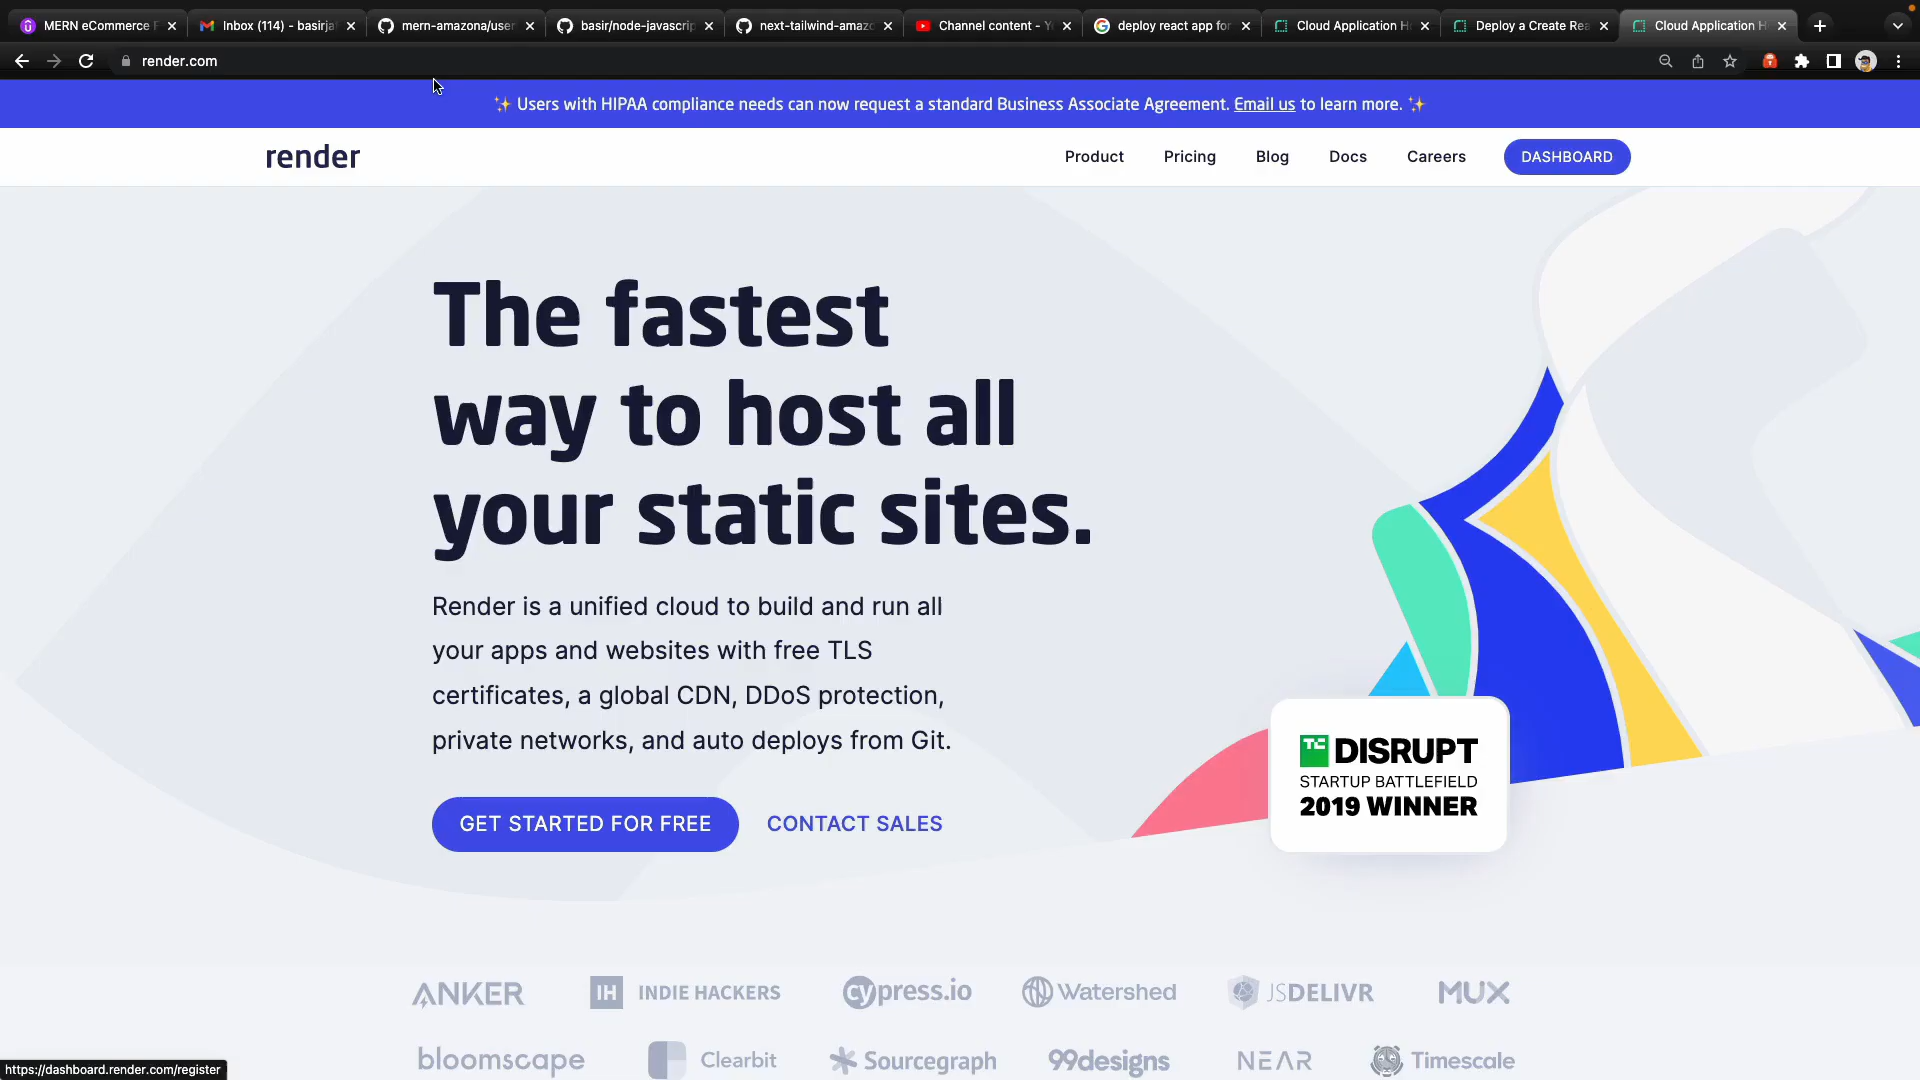 MERN eCommerce F
Inbox (114) - basirja
mern-amazona/user
basir/node-javascrip
next-tailwind-amazo
Channel content - Yo
deploy react app for
Cloud Application H
Deploy a Create Rea
Cloud Application H
render.com
✨ Users with HIPAA compliance needs can now request a standard Business Associate Agreement. Email us to learn more. ✨
render
Product
Pricing
Blog
Docs
Careers
DASHBOARD
The fastest
way to host all
your static sites.
Render is a unified cloud to build and run all
your apps and websites with free TLS
certificates, a global CDN, DDoS protection,
private networks, and auto deploys from Git.
GET STARTED FOR FREE
CONTACT SALES
TC DISRUPT
STARTUP BATTLEFIELD
2019 WINNER
ANKER
IH INDIE HACKERS
cypress.io
Watershed
JSDELIVR
MUX
bloomscape
Clearbit
Sourcegraph
99designs
NEAR
Timescale
https://dashboard.render.com/register